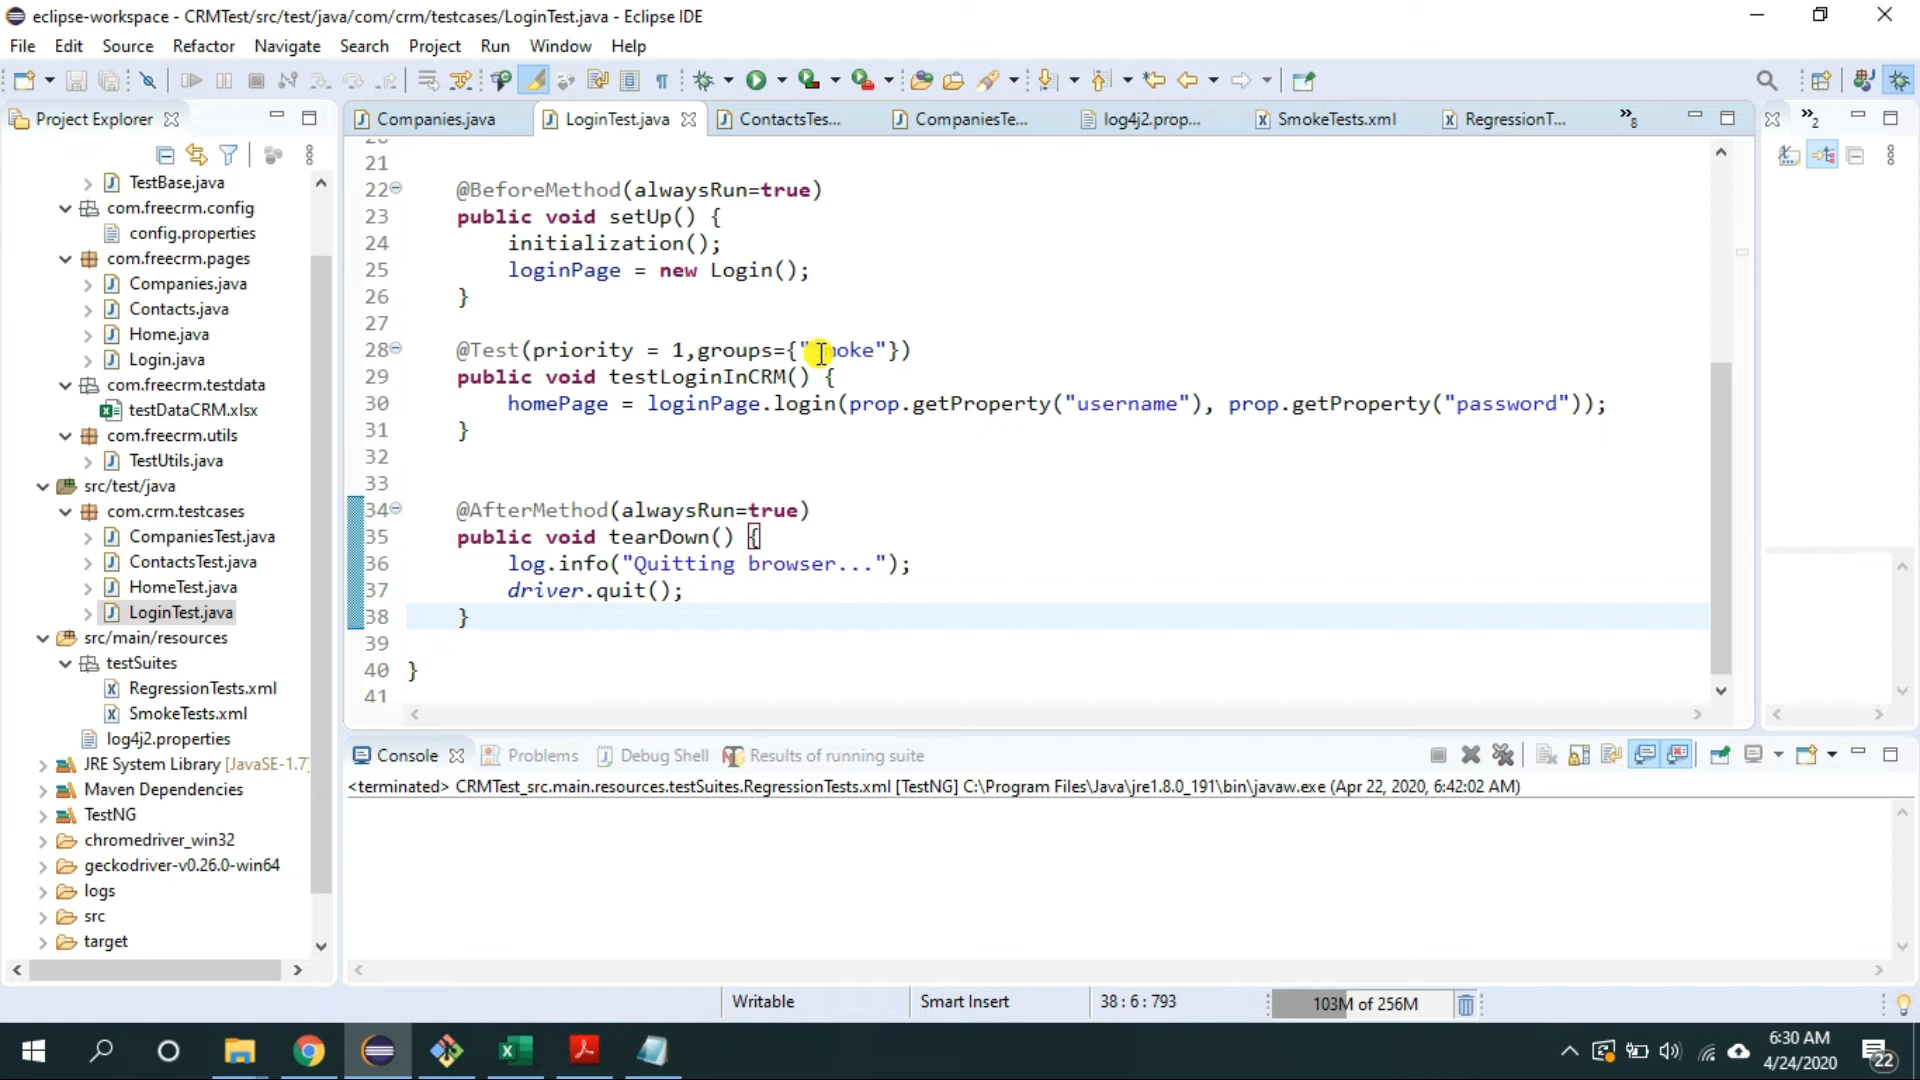 eclipse-workspace - CRMTest/src/test/java/com/crm/testcases/LoginTest.java - Eclipse IDE
File Edit Source Refactor Navigate Search Project Run Window Help
Project Explorer
TestBase.java
com.freecrm.config
config.properties
com.freecrm.pages
Companies.java
Contacts.java
Home.java
Login.java
com.freecrm.testdata
testDataCRM.xlsx
com.freecrm.utils
TestUtils.java
src/test/java
com.crm.testcases
CompaniesTest.java
ContactsTest.java
HomeTest.java
LoginTest.java
src/main/resources
testSuites
RegressionTests.xml
SmokeTests.xml
log4j2.properties
JRE System Library [JavaSE-1.7]
Maven Dependencies
TestNG
chromedriver_win32
geckodriver-v0.26.0-win64
logs
src
target
Companies.java LoginTest.java ContactsTes... CompaniesTe... log4j2.prop... SmokeTests.xml RegressionT... »8
»2
21
22 @BeforeMethod(alwaysRun=true)
23 public void setUp() {
24 initialization();
25 loginPage = new Login();
26 }
27
28 @Test(priority = 1,groups={"smoke"})
29 public void testLoginInCRM() {
30 homePage = loginPage.login(prop.getProperty("username"), prop.getProperty("password"));
31 }
32
33
34 @AfterMethod(alwaysRun=true)
35 public void tearDown() {
36 log.info("Quitting browser...");
37 driver.quit();
38 }
39
40 }
41
Console Problems Debug Shell Results of running suite
<terminated> CRMTest_src.main.resources.testSuites.RegressionTests.xml [TestNG] C:\Program Files\Java\jre1.8.0_191\bin\javaw.exe (Apr 22, 2020, 6:42:02 AM)
Writable Smart Insert 38 : 6 : 793 103M of 256M
6:30 AM
4/24/2020
22